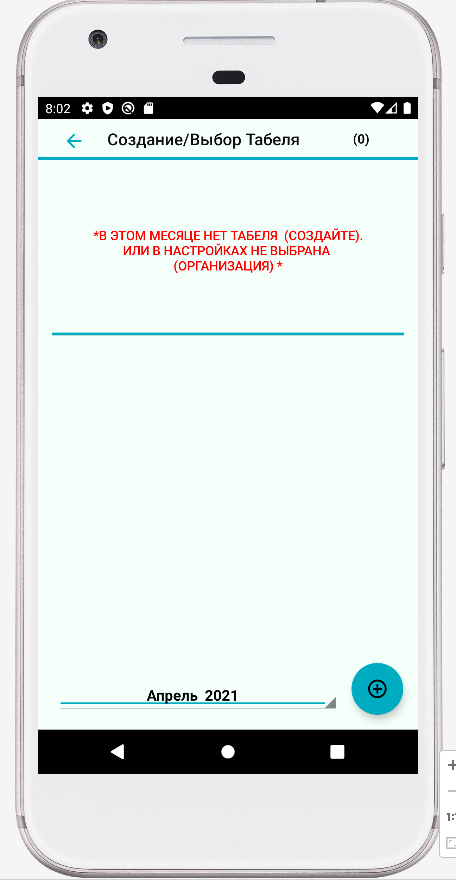 8:02
Создание/Выбор Табеля (0)
*В ЭТОМ МЕСЯЦЕ НЕТ ТАБЕЛЯ (СОЗДАЙТЕ).
ИЛИ В НАСТРОЙКАХ НЕ ВЫБРАНА
(ОРГАНИЗАЦИЯ) *
Апрель 2021